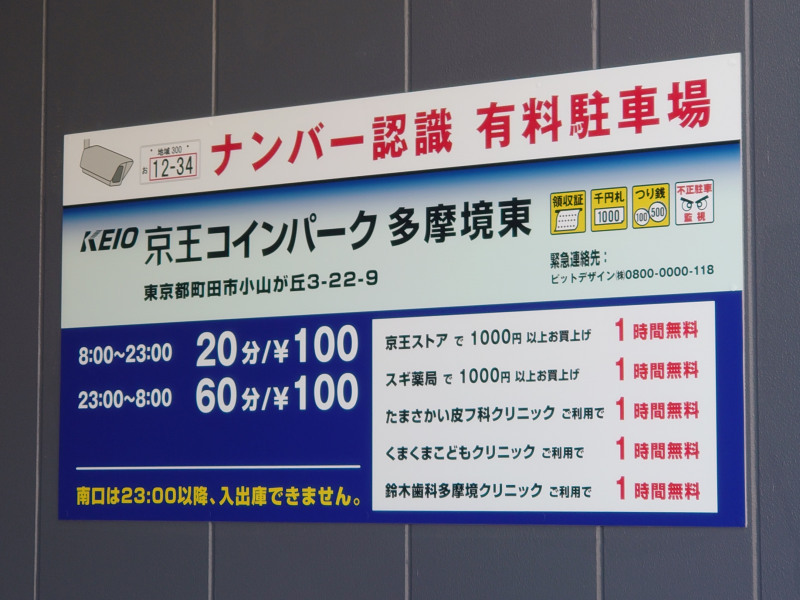 地域 300
お 12-34
ナンバー認識 有料駐車場
KEIO 京王コインパーク 多摩境東
東京都町田市小山が丘3-22-9
領収証
千円札
1000
つり銭
100 500
不正駐車
監視
緊急連絡先：
ピットデザイン㈱0800-0000-118
8:00~23:00 20分/¥100
23:00~8:00 60分/¥100
南口は23:00以降、入出庫できません。
京王ストア で 1000円 以上お買上げ 1時間無料
スギ薬局 で 1000円 以上お買上げ 1時間無料
たまさかい皮フ科クリニック ご利用で 1時間無料
くまくまこどもクリニック ご利用で 1時間無料
鈴木歯科多摩境クリニック ご利用で 1時間無料